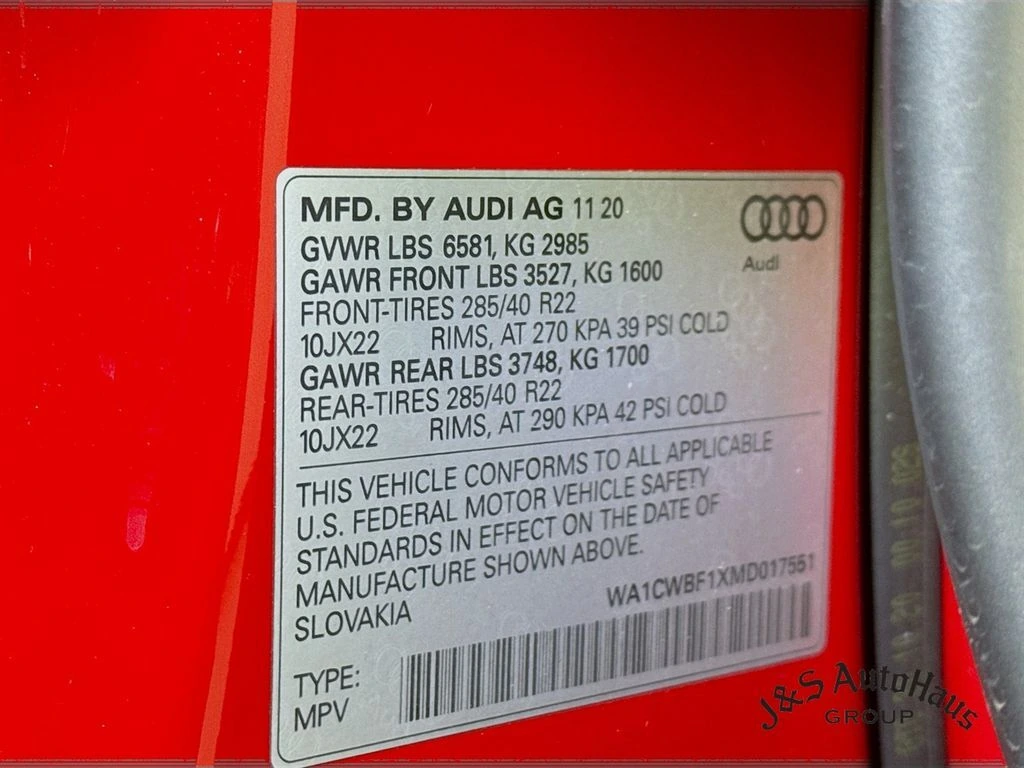 MFD. BY AUDI AG 11 20
Audi
GVWR LBS 6581, KG 2985
GAWR FRONT LBS 3527, KG 1600
FRONT-TIRES 285/40 R22
10JX22 RIMS, AT 270 KPA 39 PSI COLD
GAWR REAR LBS 3748, KG 1700
REAR-TIRES 285/40 R22
10JX22 RIMS, AT 290 KPA 42 PSI COLD
THIS VEHICLE CONFORMS TO ALL APPLICABLE
U.S. FEDERAL MOTOR VEHICLE SAFETY
STANDARDS IN EFFECT ON THE DATE OF
MANUFACTURE SHOWN ABOVE.
SLOVAKIA
WA1CWBF1XMD017551
TYPE:
MPV
J&S AutoHaus
GROUP